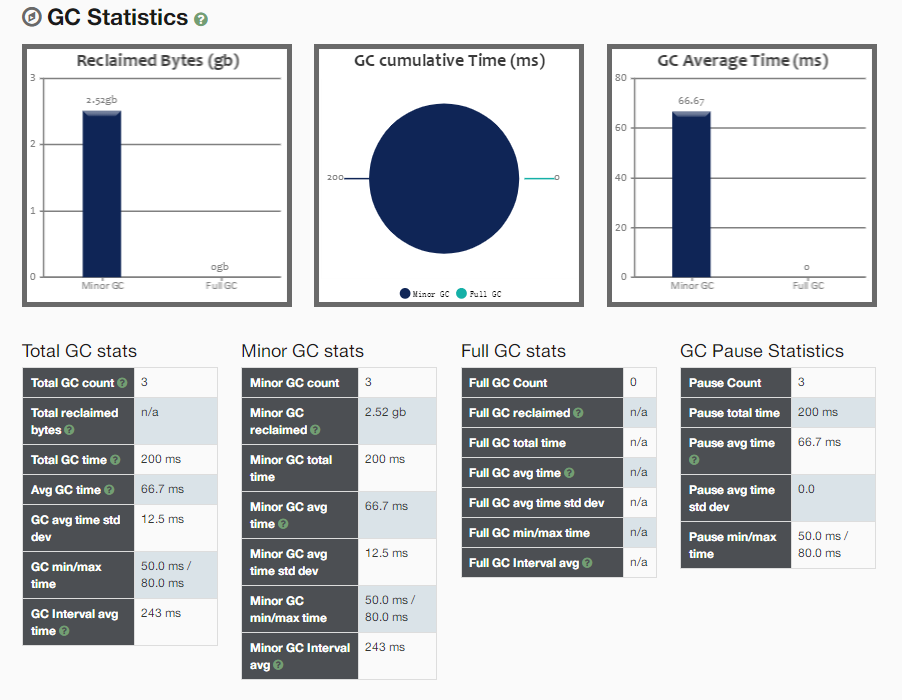 GC Statistics ?
Reclaimed Bytes (gb)
3
2.52gb
2
1
0gb
0
Minor GC Full GC
GC cumulative Time (ms)
200 0
Minor GC Full GC
GC Average Time (ms)
80
66.67
60
40
20
0
0
Minor GC Full GC
Total GC stats
Total GC count ? 3
Total reclaimed n/a
bytes ?
Total GC time ? 200 ms
Avg GC time ? 66.7 ms
GC avg time std 12.5 ms
dev
GC min/max 50.0 ms /
time 80.0 ms
GC Interval avg 243 ms
time ?
Minor GC stats
Minor GC count 3
Minor GC 2.52 gb
reclaimed ?
Minor GC total 200 ms
time
Minor GC avg 66.7 ms
time ?
Minor GC avg 12.5 ms
time std dev
Minor GC 50.0 ms /
min/max time 80.0 ms
Minor GC Interval 243 ms
avg ?
Full GC stats
Full GC Count 0
Full GC reclaimed ? n/a
Full GC total time n/a
Full GC avg time ? n/a
Full GC avg time std dev n/a
Full GC min/max time n/a
Full GC Interval avg ? n/a
GC Pause Statistics
Pause Count 3
Pause total time 200 ms
Pause avg time 66.7 ms
?
Pause avg time 0.0
std dev
Pause min/max 50.0 ms /
time 80.0 ms